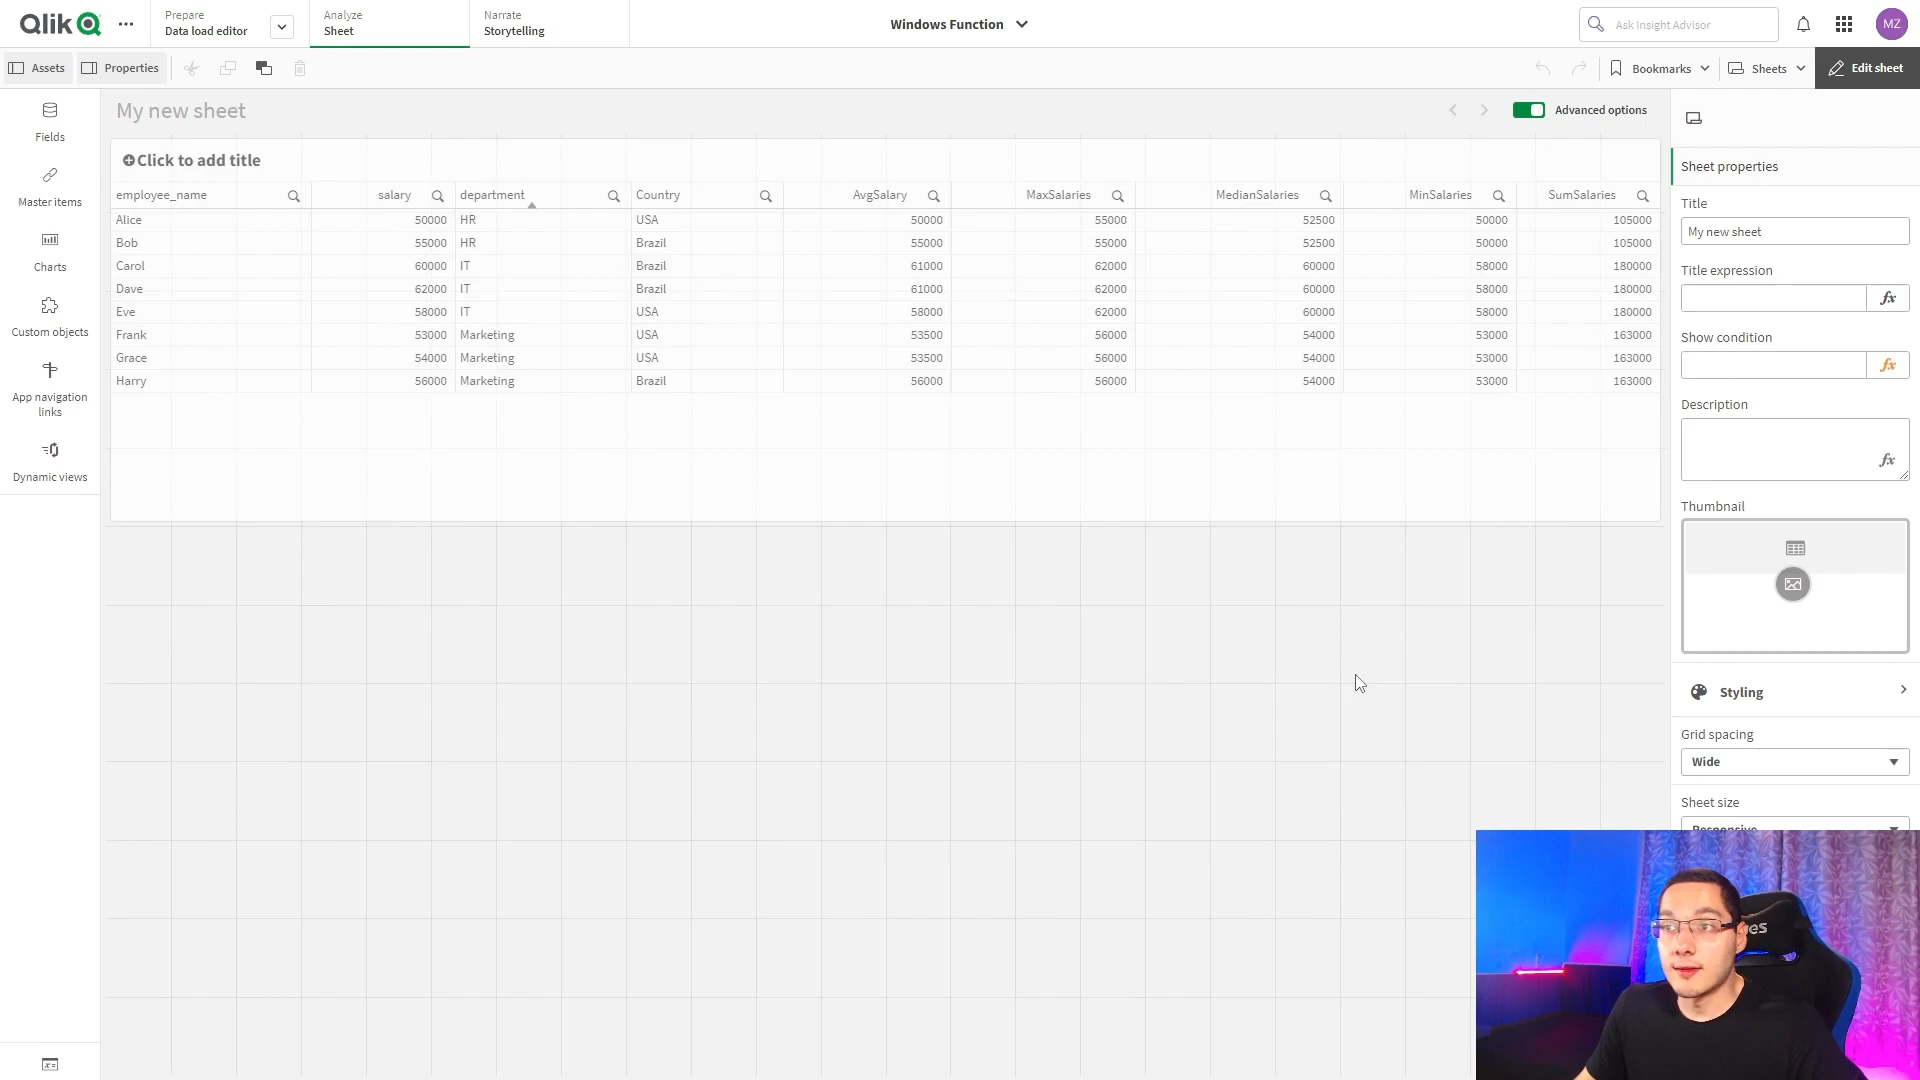 Qlik
Prepare
Data load editor
Analyze
Sheet
Narrate
Storytelling
Windows Function
Ask Insight Advisor
MZ
Assets
Properties
Bookmarks
Sheets
Edit sheet
Fields
Master items
Charts
Custom objects
App navigation
links
Dynamic views
My new sheet
Advanced options
Click to add title
employee_name salary department Country AvgSalary MaxSalaries MedianSalaries MinSalaries SumSalaries
Alice 50000 HR USA 50000 55000 52500 50000 105000
Bob 55000 HR Brazil 55000 55000 52500 50000 105000
Carol 60000 IT Brazil 61000 62000 60000 58000 180000
Dave 62000 IT Brazil 61000 62000 60000 58000 180000
Eve 58000 IT USA 58000 62000 60000 58000 180000
Frank 53000 Marketing USA 53500 56000 54000 53000 163000
Grace 54000 Marketing USA 53500 56000 54000 53000 163000
Harry 56000 Marketing Brazil 56000 56000 54000 53000 163000
Sheet properties
Title
My new sheet
Title expression
fx
Show condition
fx
Description
fx
Thumbnail
Styling
Grid spacing
Wide
Sheet size
Responsive